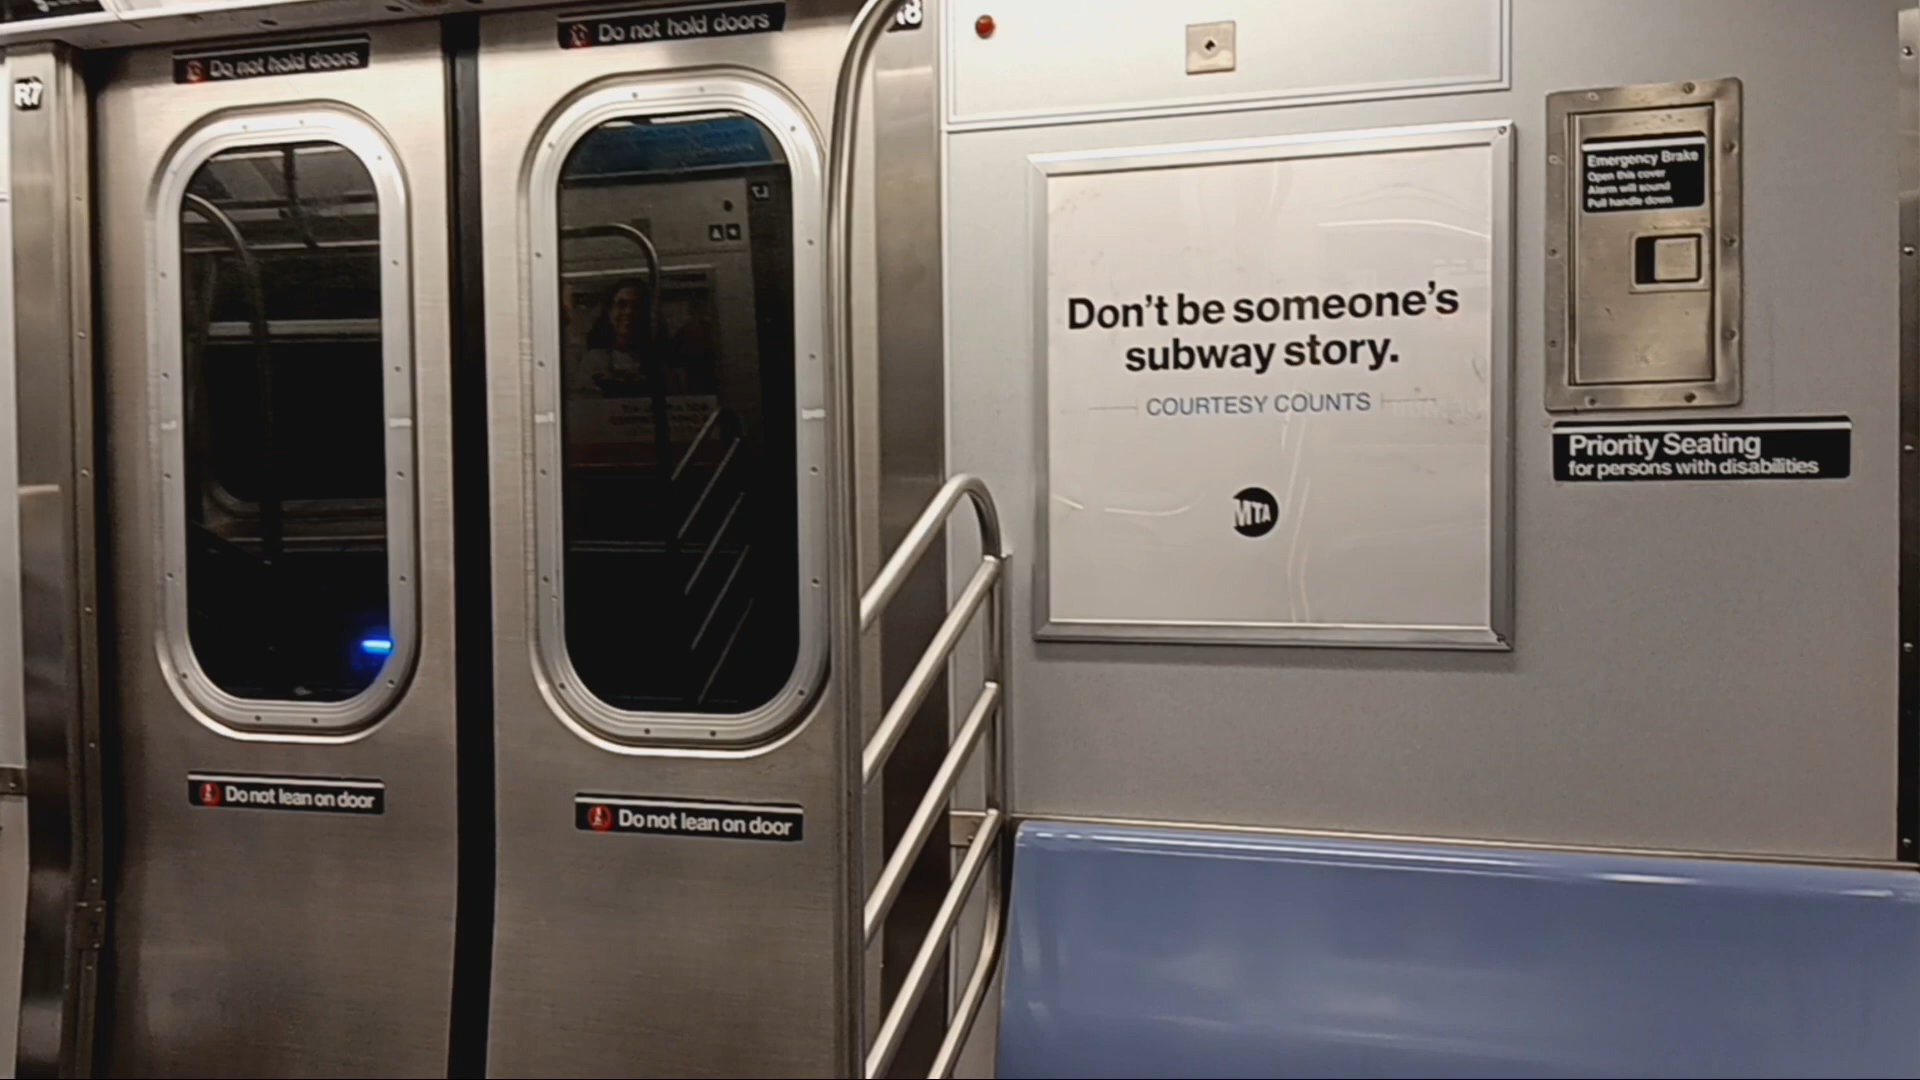 Do not hold doors
Do not hold doors
R7
R8
Don't be someone's
subway story.
COURTESY COUNTS
MTA
Emergency Brake
Open this cover
Alarm will sound
Pull handle down
Priority Seating
for persons with disabilities
Do not lean on door
Do not lean on door